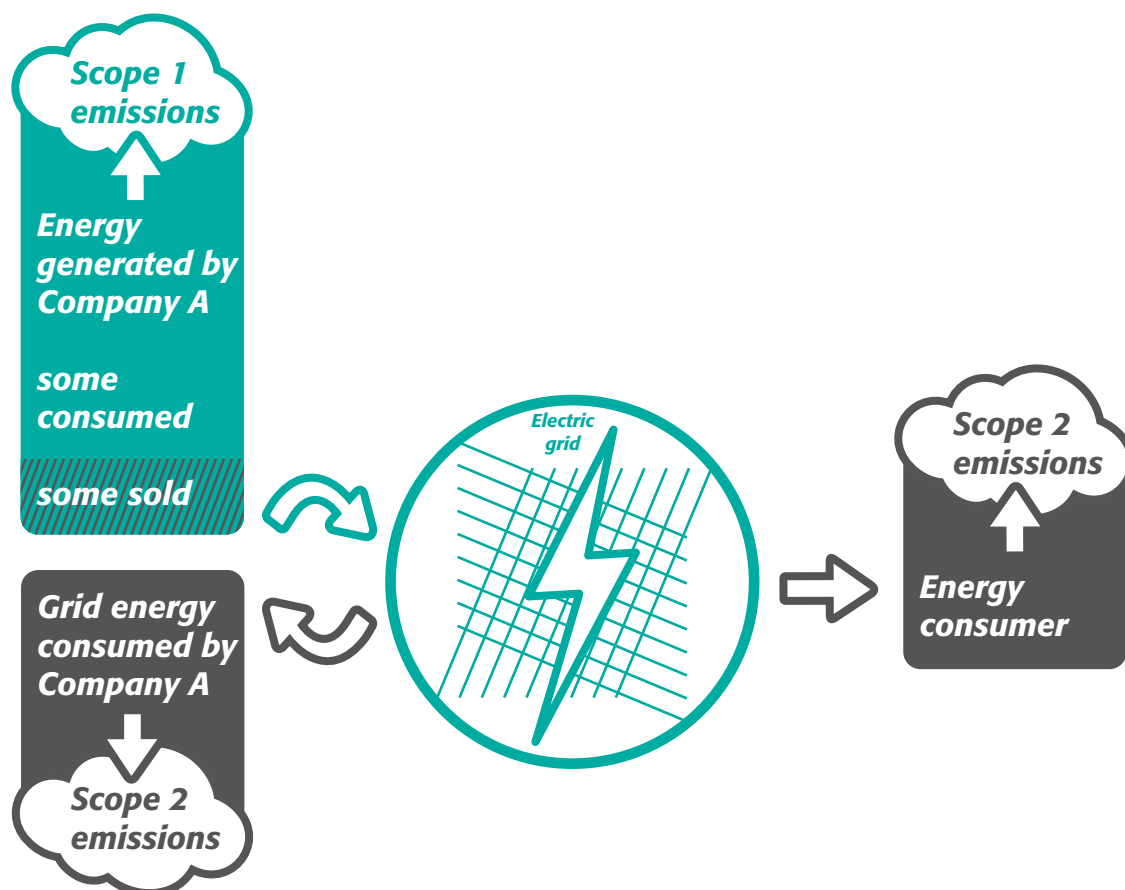 Scope 1
emissions
Energy
generated by
Company A
some
consumed
some sold
Grid energy
consumed by
Company A
Scope 2
emissions
Electric
grid
Scope 2
emissions
Energy
consumer